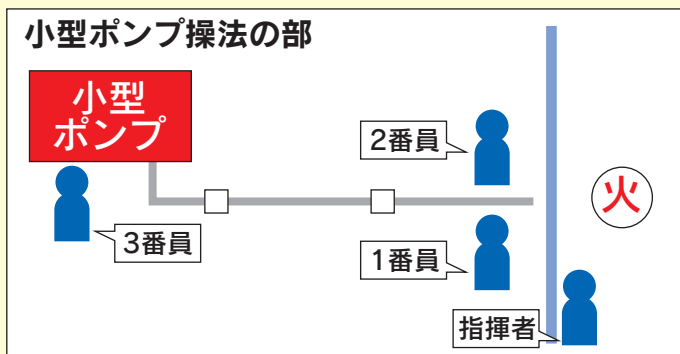 小型ポンプ操法の部
小型
ポンプ
2番員
火
3番員
1番員
指揮者